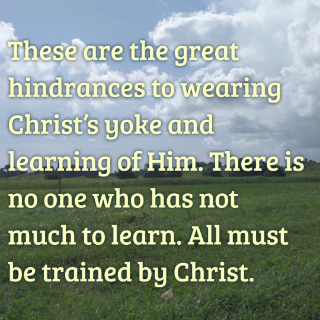 These are the great
hindrances to wearing
Christ's yoke and
learning of Him. There is
no one who has not
much to learn. All must
be trained by Christ.